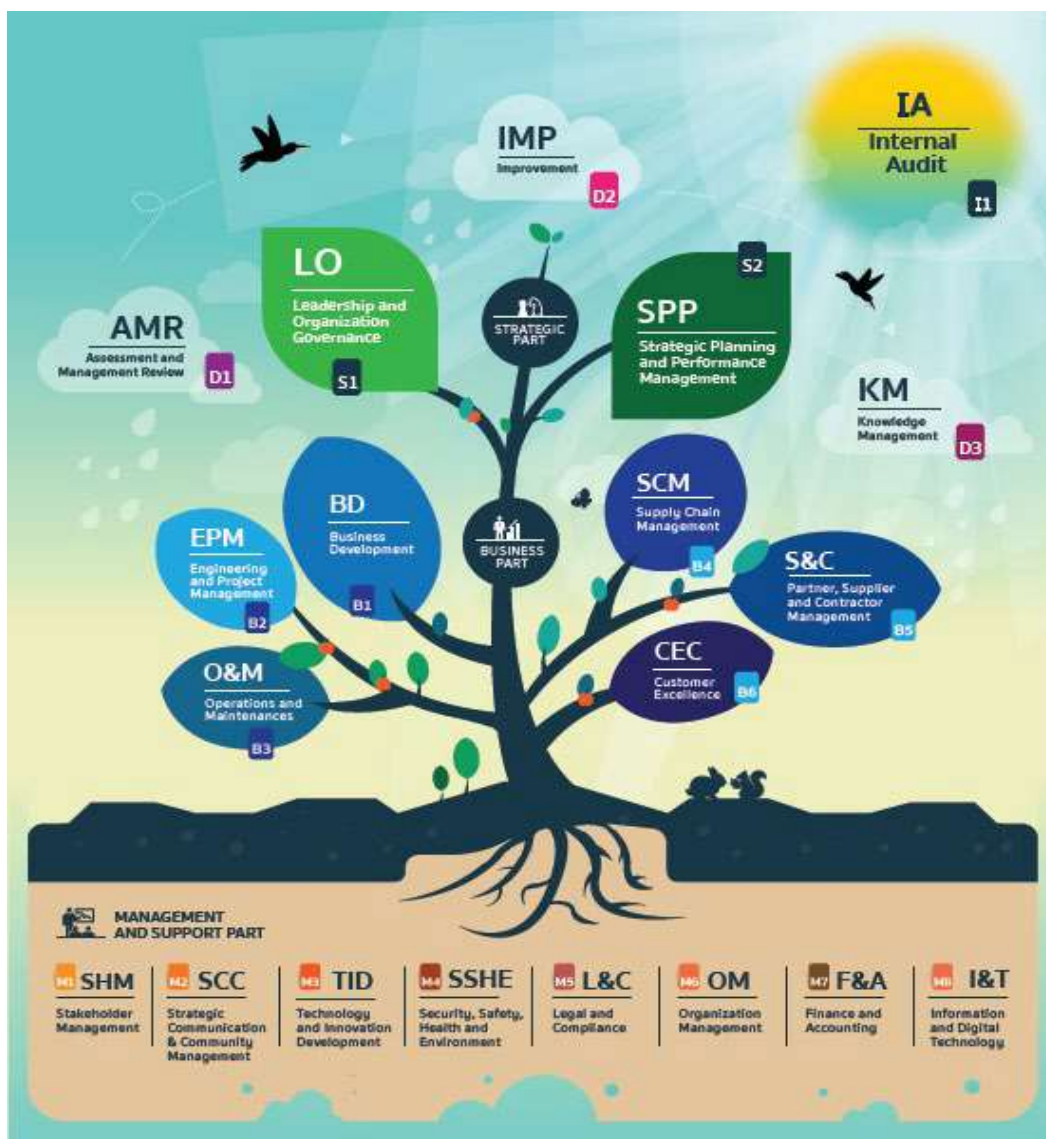 IA
Internal
Audit
I1
IMP
Improvement
D2
LO
Leadership and
Organization
Governance
S1
STRATEGIC
PART
S2
SPP
Strategic Planning
and Performance
Management
AMR
Assessment and
Management Review
D1
KM
Knowledge
Management
D3
BD
Business
Development
B1
BUSINESS
PART
SCM
Supply Chain
Management
B4
EPM
Engineering
and Project
Management
B2
S&C
Partner, Supplier
and Contractor
Management
B5
O&M
Operations and
Maintenances
B3
CEC
Customer
Excellence
B6
MANAGEMENT
AND SUPPORT PART
M1 SHM
Stakeholder
Management
M2 SCC
Strategic
Communication
& Community
Management
M3 TID
Technology
and Innovation
Development
M4 SSHE
Security, Safety,
Health and
Environment
M5 L&C
Legal and
Compliance
M6 OM
Organization
Management
M7 F&A
Finance and
Accounting
M8 I&T
Information
and Digital
Technology